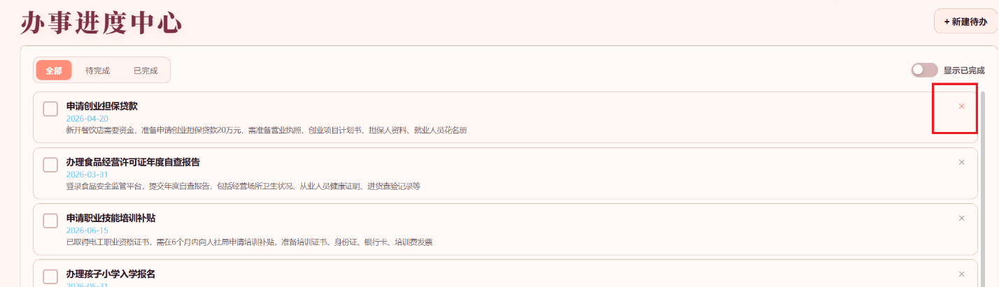 办事进度中心
+ 新建待办
全部 待完成 已完成
显示已完成
申请创业担保贷款
2026-04-20
新开餐饮店需要资金，准备申请创业担保贷款20万元，需准备营业执照、创业项目计划书、担保人资料、就业人员花名册
办理食品经营许可证年度自查报告
2026-03-31
登录食品安全监管平台，提交年度自查报告，包括经营场所卫生状况、从业人员健康证明、进货查验记录等
申请职业技能培训补贴
2026-06-15
已取得电工职业资格证书，需在6个月内向人社局申请培训补贴，准备培训证书、身份证、银行卡、培训费发票
办理孩子小学入学报名
2026-05-31